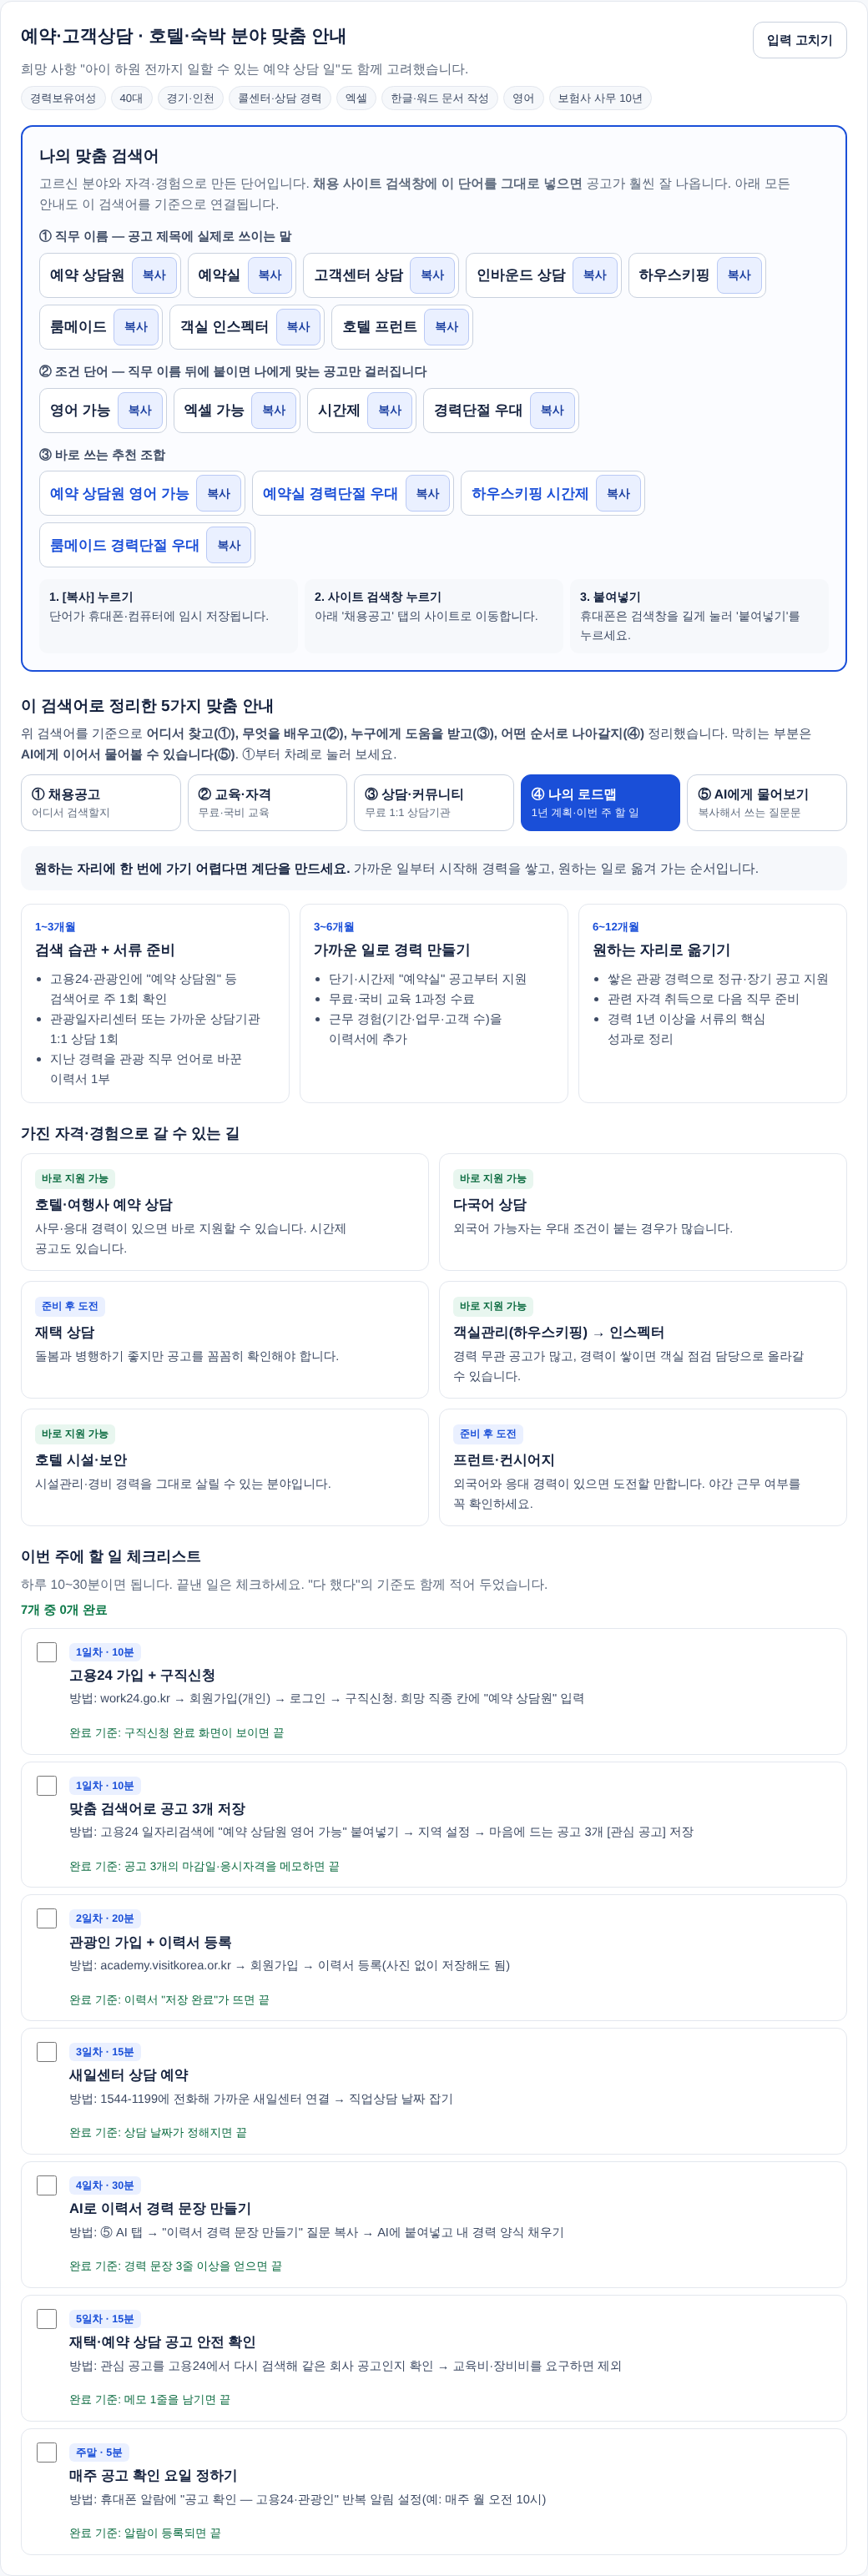 예약·고객상담 · 호텔·숙박 분야 맞춤 안내
입력 고치기
희망 사항 "아이 하원 전까지 일할 수 있는 예약 상담 일"도 함께 고려했습니다.
경력보유여성 40대 경기·인천 콜센터·상담 경력 엑셀 한글·워드 문서 작성 영어 보험사 사무 10년
나의 맞춤 검색어
고르신 분야와 자격·경험으로 만든 단어입니다. 채용 사이트 검색창에 이 단어를 그대로 넣으면 공고가 훨씬 잘 나옵니다. 아래 모든
안내도 이 검색어를 기준으로 연결됩니다.
① 직무 이름 — 공고 제목에 실제로 쓰이는 말
예약 상담원 복사 예약실 복사 고객센터 상담 복사 인바운드 상담 복사 하우스키핑 복사
룸메이드 복사 객실 인스펙터 복사 호텔 프런트 복사
② 조건 단어 — 직무 이름 뒤에 붙이면 나에게 맞는 공고만 걸러집니다
영어 가능 복사 엑셀 가능 복사 시간제 복사 경력단절 우대 복사
③ 바로 쓰는 추천 조합
예약 상담원 영어 가능 복사 예약실 경력단절 우대 복사 하우스키핑 시간제 복사
룸메이드 경력단절 우대 복사
1. [복사] 누르기
단어가 휴대폰·컴퓨터에 임시 저장됩니다.
2. 사이트 검색창 누르기
아래 '채용공고' 탭의 사이트로 이동합니다.
3. 붙여넣기
휴대폰은 검색창을 길게 눌러 '붙여넣기'를
누르세요.
이 검색어로 정리한 5가지 맞춤 안내
위 검색어를 기준으로 어디서 찾고(①), 무엇을 배우고(②), 누구에게 도움을 받고(③), 어떤 순서로 나아갈지(④) 정리했습니다. 막히는 부분은
AI에게 이어서 물어볼 수 있습니다(⑤). ①부터 차례로 눌러 보세요.
① 채용공고
어디서 검색할지
② 교육·자격
무료·국비 교육
③ 상담·커뮤니티
무료 1:1 상담기관
④ 나의 로드맵
1년 계획·이번 주 할 일
⑤ AI에게 물어보기
복사해서 쓰는 질문문
원하는 자리에 한 번에 가기 어렵다면 계단을 만드세요. 가까운 일부터 시작해 경력을 쌓고, 원하는 일로 옮겨 가는 순서입니다.
1~3개월
검색 습관 + 서류 준비
• 고용24·관광인에 "예약 상담원" 등
검색어로 주 1회 확인
• 관광일자리센터 또는 가까운 상담기관
1:1 상담 1회
• 지난 경력을 관광 직무 언어로 바꾼
이력서 1부
3~6개월
가까운 일로 경력 만들기
• 단기·시간제 "예약실" 공고부터 지원
• 무료·국비 교육 1과정 수료
• 근무 경험(기간·업무·고객 수)을
이력서에 추가
6~12개월
원하는 자리로 옮기기
• 쌓은 관광 경력으로 정규·장기 공고 지원
• 관련 자격 취득으로 다음 직무 준비
• 경력 1년 이상을 서류의 핵심
성과로 정리
가진 자격·경험으로 갈 수 있는 길
바로 지원 가능
호텔·여행사 예약 상담
사무·응대 경력이 있으면 바로 지원할 수 있습니다. 시간제
공고도 있습니다.
바로 지원 가능
다국어 상담
외국어 가능자는 우대 조건이 붙는 경우가 많습니다.
준비 후 도전
재택 상담
돌봄과 병행하기 좋지만 공고를 꼼꼼히 확인해야 합니다.
바로 지원 가능
객실관리(하우스키핑) → 인스펙터
경력 무관 공고가 많고, 경력이 쌓이면 객실 점검 담당으로 올라갈
수 있습니다.
바로 지원 가능
호텔 시설·보안
시설관리·경비 경력을 그대로 살릴 수 있는 분야입니다.
준비 후 도전
프런트·컨시어지
외국어와 응대 경력이 있으면 도전할 만합니다. 야간 근무 여부를
꼭 확인하세요.
이번 주에 할 일 체크리스트
하루 10~30분이면 됩니다. 끝낸 일은 체크하세요. "다 했다"의 기준도 함께 적어 두었습니다.
7개 중 0개 완료
1일차 · 10분
고용24 가입 + 구직신청
방법: work24.go.kr → 회원가입(개인) → 로그인 → 구직신청. 희망 직종 칸에 "예약 상담원" 입력
완료 기준: 구직신청 완료 화면이 보이면 끝
1일차 · 10분
맞춤 검색어로 공고 3개 저장
방법: 고용24 일자리검색에 "예약 상담원 영어 가능" 붙여넣기 → 지역 설정 → 마음에 드는 공고 3개 [관심 공고] 저장
완료 기준: 공고 3개의 마감일·응시자격을 메모하면 끝
2일차 · 20분
관광인 가입 + 이력서 등록
방법: academy.visitkorea.or.kr → 회원가입 → 이력서 등록(사진 없이 저장해도 됨)
완료 기준: 이력서 "저장 완료"가 뜨면 끝
3일차 · 15분
새일센터 상담 예약
방법: 1544-1199에 전화해 가까운 새일센터 연결 → 직업상담 날짜 잡기
완료 기준: 상담 날짜가 정해지면 끝
4일차 · 30분
AI로 이력서 경력 문장 만들기
방법: ⑤ AI 탭 → "이력서 경력 문장 만들기" 질문 복사 → AI에 붙여넣고 내 경력 양식 채우기
완료 기준: 경력 문장 3줄 이상을 얻으면 끝
5일차 · 15분
재택·예약 상담 공고 안전 확인
방법: 관심 공고를 고용24에서 다시 검색해 같은 회사 공고인지 확인 → 교육비·장비비를 요구하면 제외
완료 기준: 메모 1줄을 남기면 끝
주말 · 5분
매주 공고 확인 요일 정하기
방법: 휴대폰 알람에 "공고 확인 — 고용24·관광인" 반복 알림 설정(예: 매주 월 오전 10시)
완료 기준: 알람이 등록되면 끝